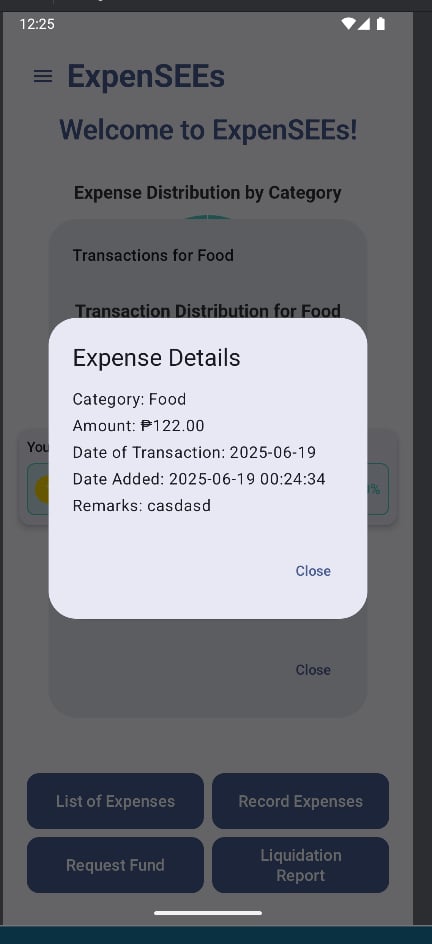 12:25
ExpenSEEs
Welcome to ExpenSEEs!
Expense Distribution by Category
Transactions for Food
Transaction Distribution for Food
Expense Details
Category: Food
Amount: ₱122.00
Date of Transaction: 2025-06-19
Date Added: 2025-06-19 00:24:34
Remarks: casdasd
Close
You
%
Close
List of Expenses
Record Expenses
Request Fund
Liquidation
Report